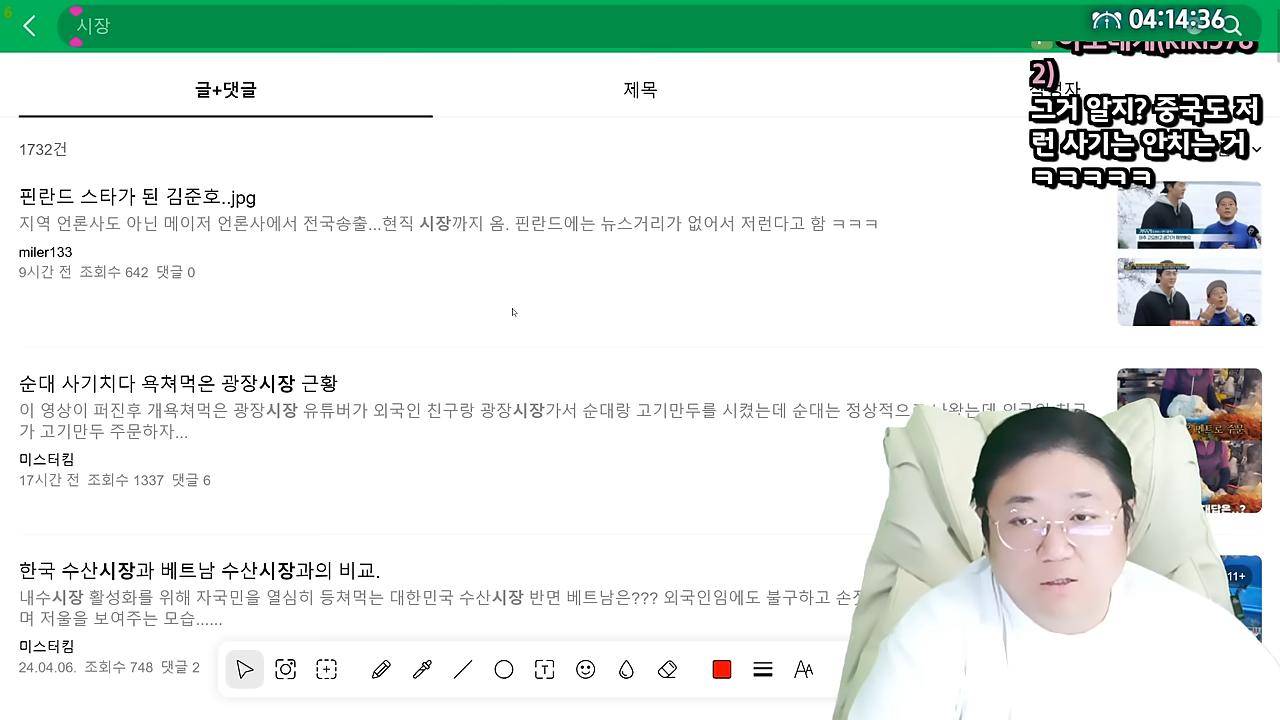 6
시장
04:14:36
2)
그거 알지? 중국도 저
런 사기는 안치는 거
ㅋㅋㅋㅋㅋ
글+댓글
제목
1732건
핀란드 스타가 된 김준호..jpg
지역 언론사도 아닌 메이저 언론사에서 전국송출...현직 시장까지 옴. 핀란드에는 뉴스거리가 없어서 저런다고 함 ㅋㅋㅋ
miler133
9시간 전 조회수 642 댓글 0
순대 사기치다 욕쳐먹은 광장시장 근황
이 영상이 퍼진후 개욕쳐먹은 광장시장 유튜버가 외국인 친구랑 광장시장가서 순대랑 고기만두를 시켰는데 순대는 정상적으로
가 고기만두 주문하자...
미스터킴
17시간 전 조회수 1337 댓글 6
한국 수산시장과 베트남 수산시장과의 비교.
내수시장 활성화를 위해 자국민을 열심히 등쳐먹는 대한민국 수산시장 반면 베트남은??? 외국인임에도 불구하고
며 저울을 보여주는 모습......
미스터킴
24.04.06. 조회수 748 댓글 2
11+